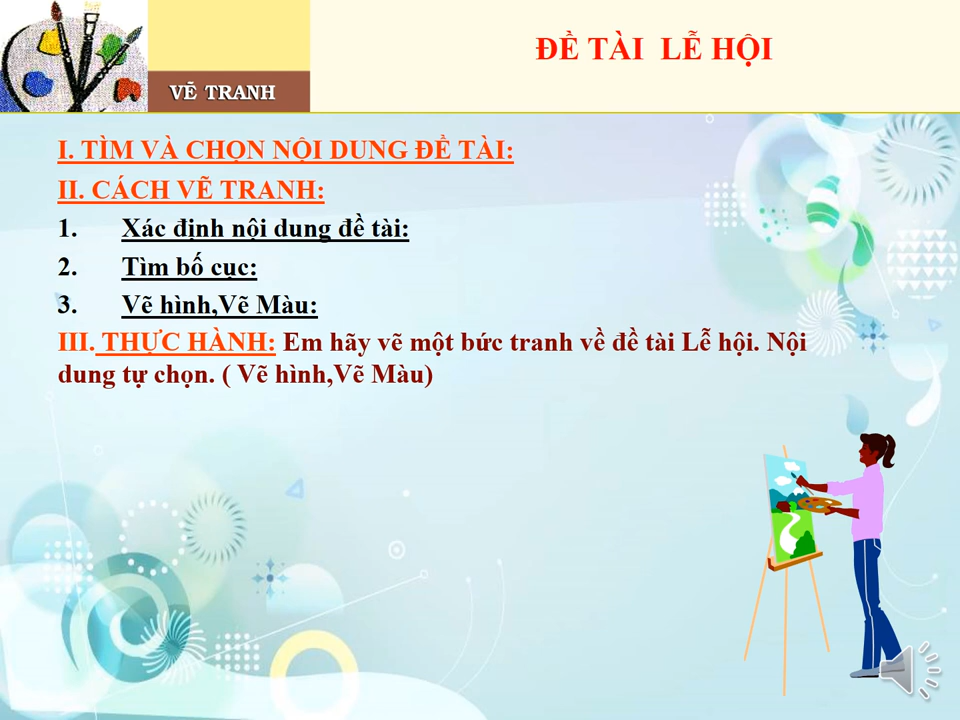 VẼ TRANH
ĐỀ TÀI LỄ HỘI
I. TÌM VÀ CHỌN NỘI DUNG ĐỀ TÀI:
II. CÁCH VẼ TRANH:
1. Xác định nội dung đề tài:
2. Tìm bố cục:
3. Vẽ hình,Vẽ Màu:
III. THỰC HÀNH: Em hãy vẽ một bức tranh về đề tài Lễ hội. Nội
dung tự chọn. ( Vẽ hình,Vẽ Màu)